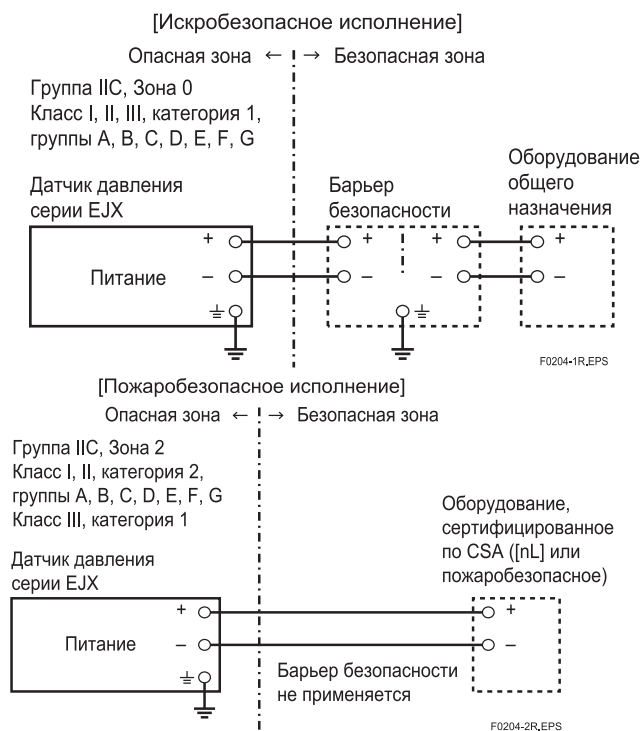 [Искробезопасное исполнение]
Опасная зона ← → Безопасная зона
Группа IIC, Зона 0
Класс I, II, III, категория 1,
группы A, B, C, D, E, F, G
Датчик давления
серии EJX
Барьер
безопасности
Оборудование
общего
назначения
+ + + +
Питание – – – –
F0204-1R.EPS
[Пожаробезопасное исполнение]
Опасная зона ← → Безопасная зона
Группа IIC, Зона 2
Класс I, II, категория 2,
группы A, B, C, D, E, F, G
Класс III, категория 1
Датчик давления
серии EJX
Оборудование,
сертифицированное
по CSA ([nL] или
пожаробезопасное)
+ +
Питание – –
Барьер безопасности
не применяется
F0204-2R.EPS